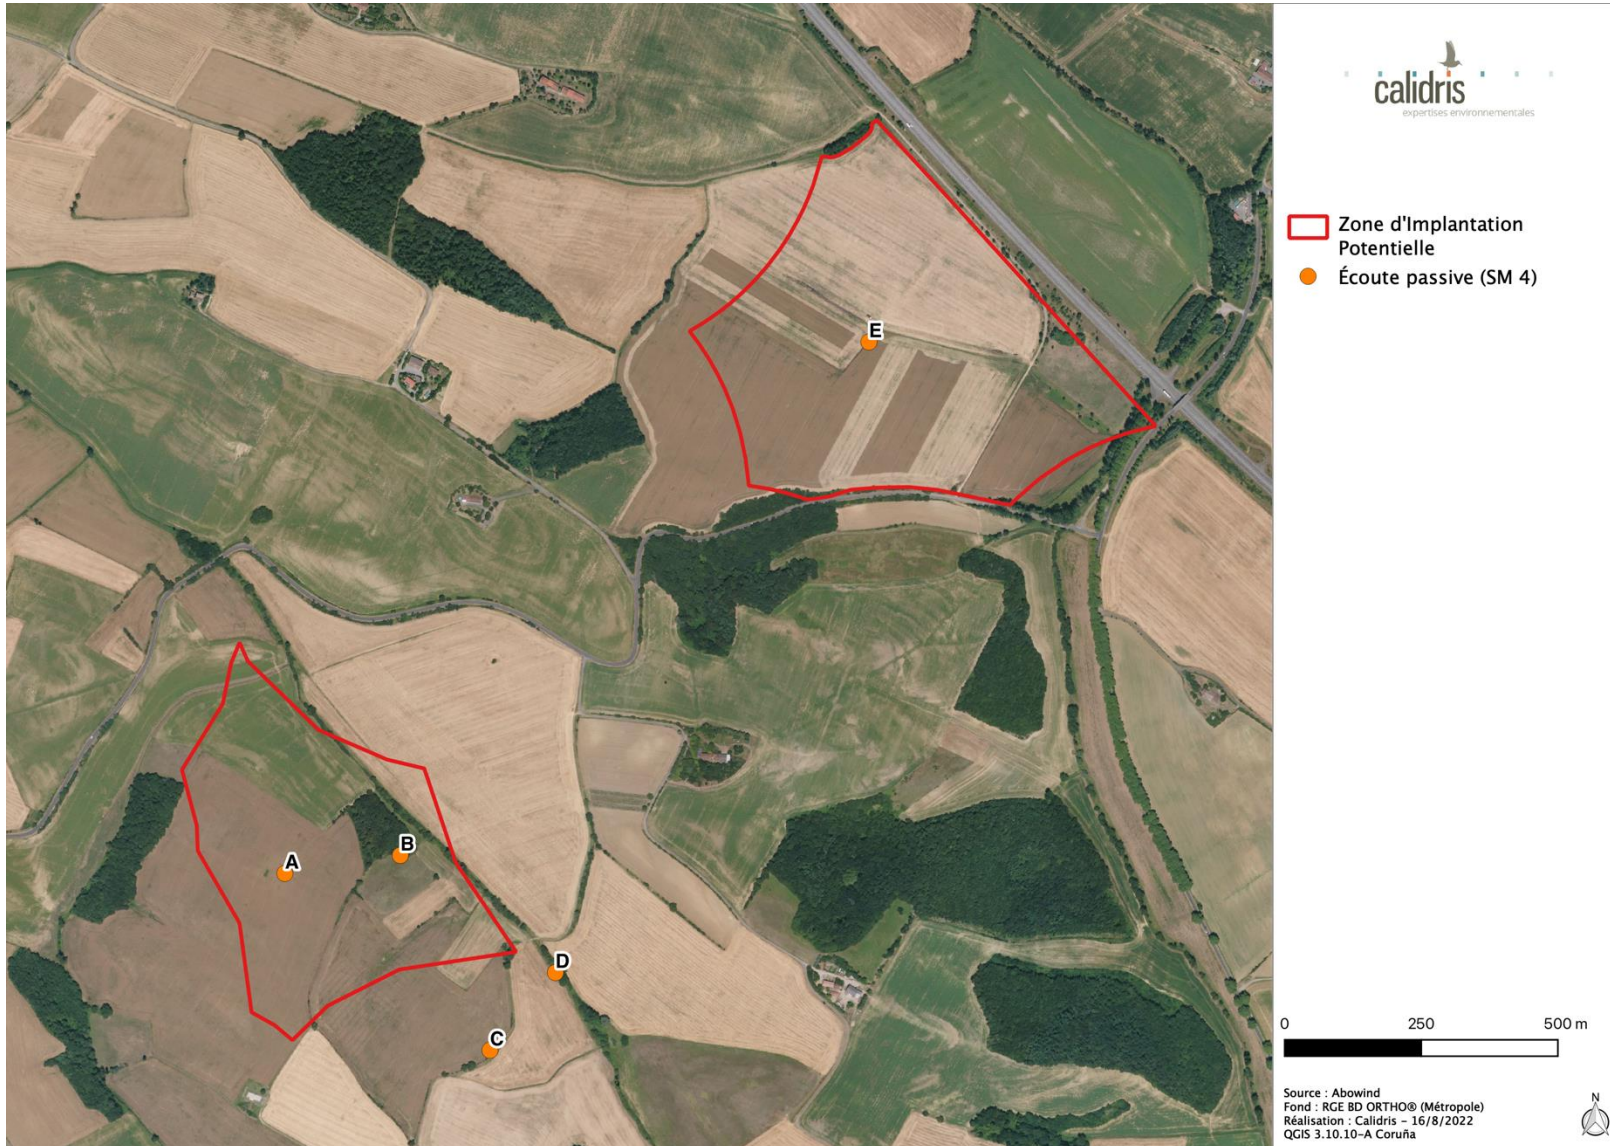 calidris
expertises environnementales
Zone d'Implantation
Potentielle
Écoute passive (SM 4)
E
B
A
D
C
0 250 500 m
Source : Abowind
Fond : RGE BD ORTHO® (Métropole)
Réalisation : Calidris - 16/8/2022
QGIS 3.10.10-A Coruña
N